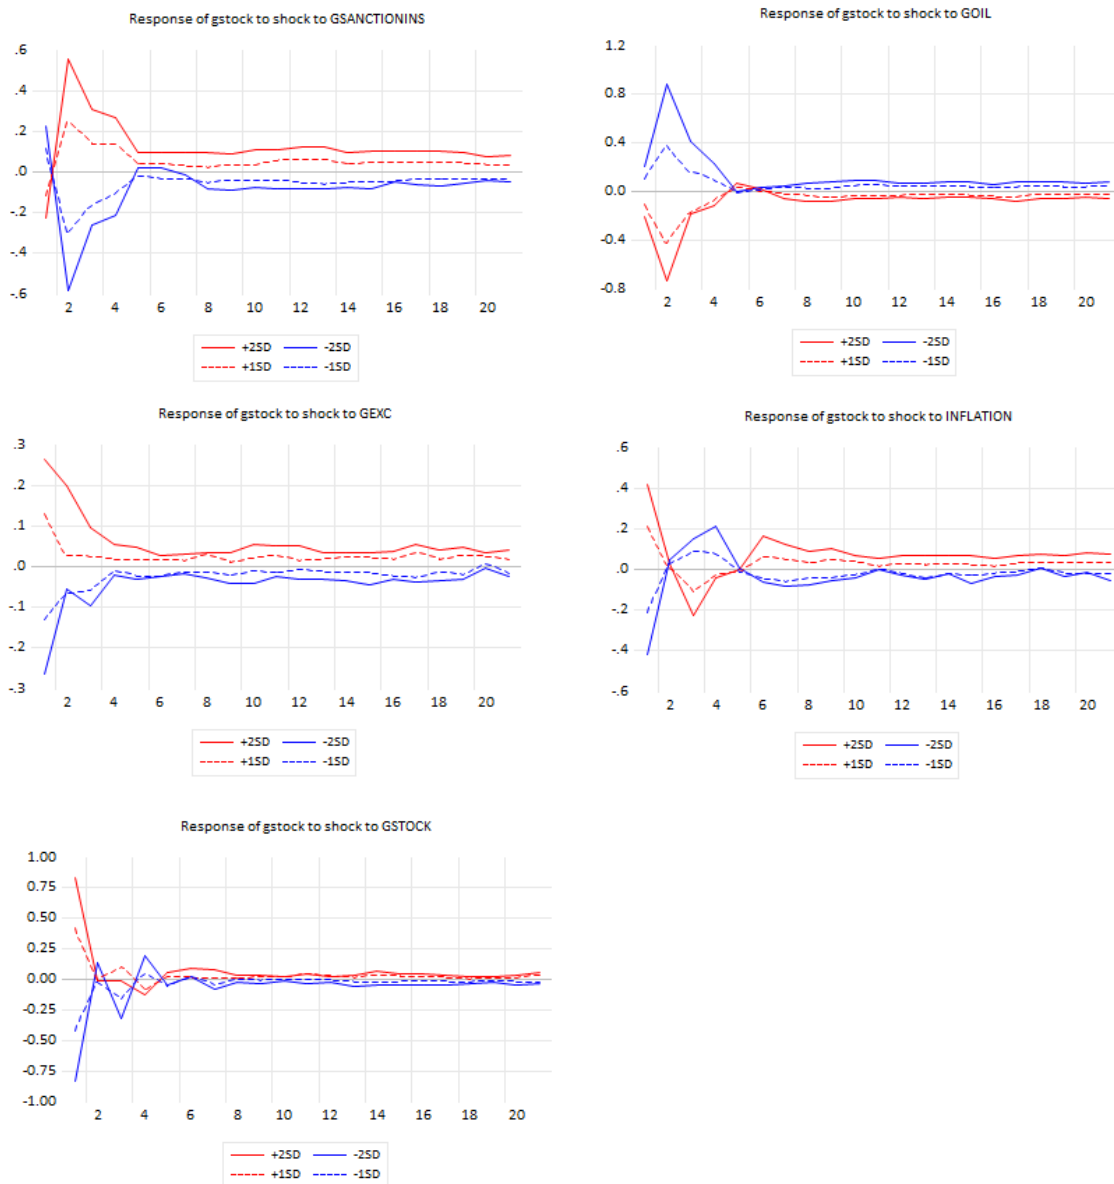 Response of gstock to shock to GSANCTIONINS
.6
.4
.2
.0
-.2
-.4
-.6
2 4 6 8 10 12 14 16 18 20
+2SD -2SD
+1SD -1SD
Response of gstock to shock to GOIL
1.2
0.8
0.4
0.0
-0.4
-0.8
2 4 6 8 10 12 14 16 18 20
+2SD -2SD
+1SD -1SD
Response of gstock to shock to GEXC
.3
.2
.1
.0
-.1
-.2
-.3
2 4 6 8 10 12 14 16 18 20
+2SD -2SD
+1SD -1SD
Response of gstock to shock to INFLATION
.6
.4
.2
.0
-.2
-.4
-.6
2 4 6 8 10 12 14 16 18 20
+2SD -2SD
+1SD -1SD
Response of gstock to shock to GSTOCK
1.00
0.75
0.50
0.25
0.00
-0.25
-0.50
-0.75
-1.00
2 4 6 8 10 12 14 16 18 20
+2SD -2SD
+1SD -1SD